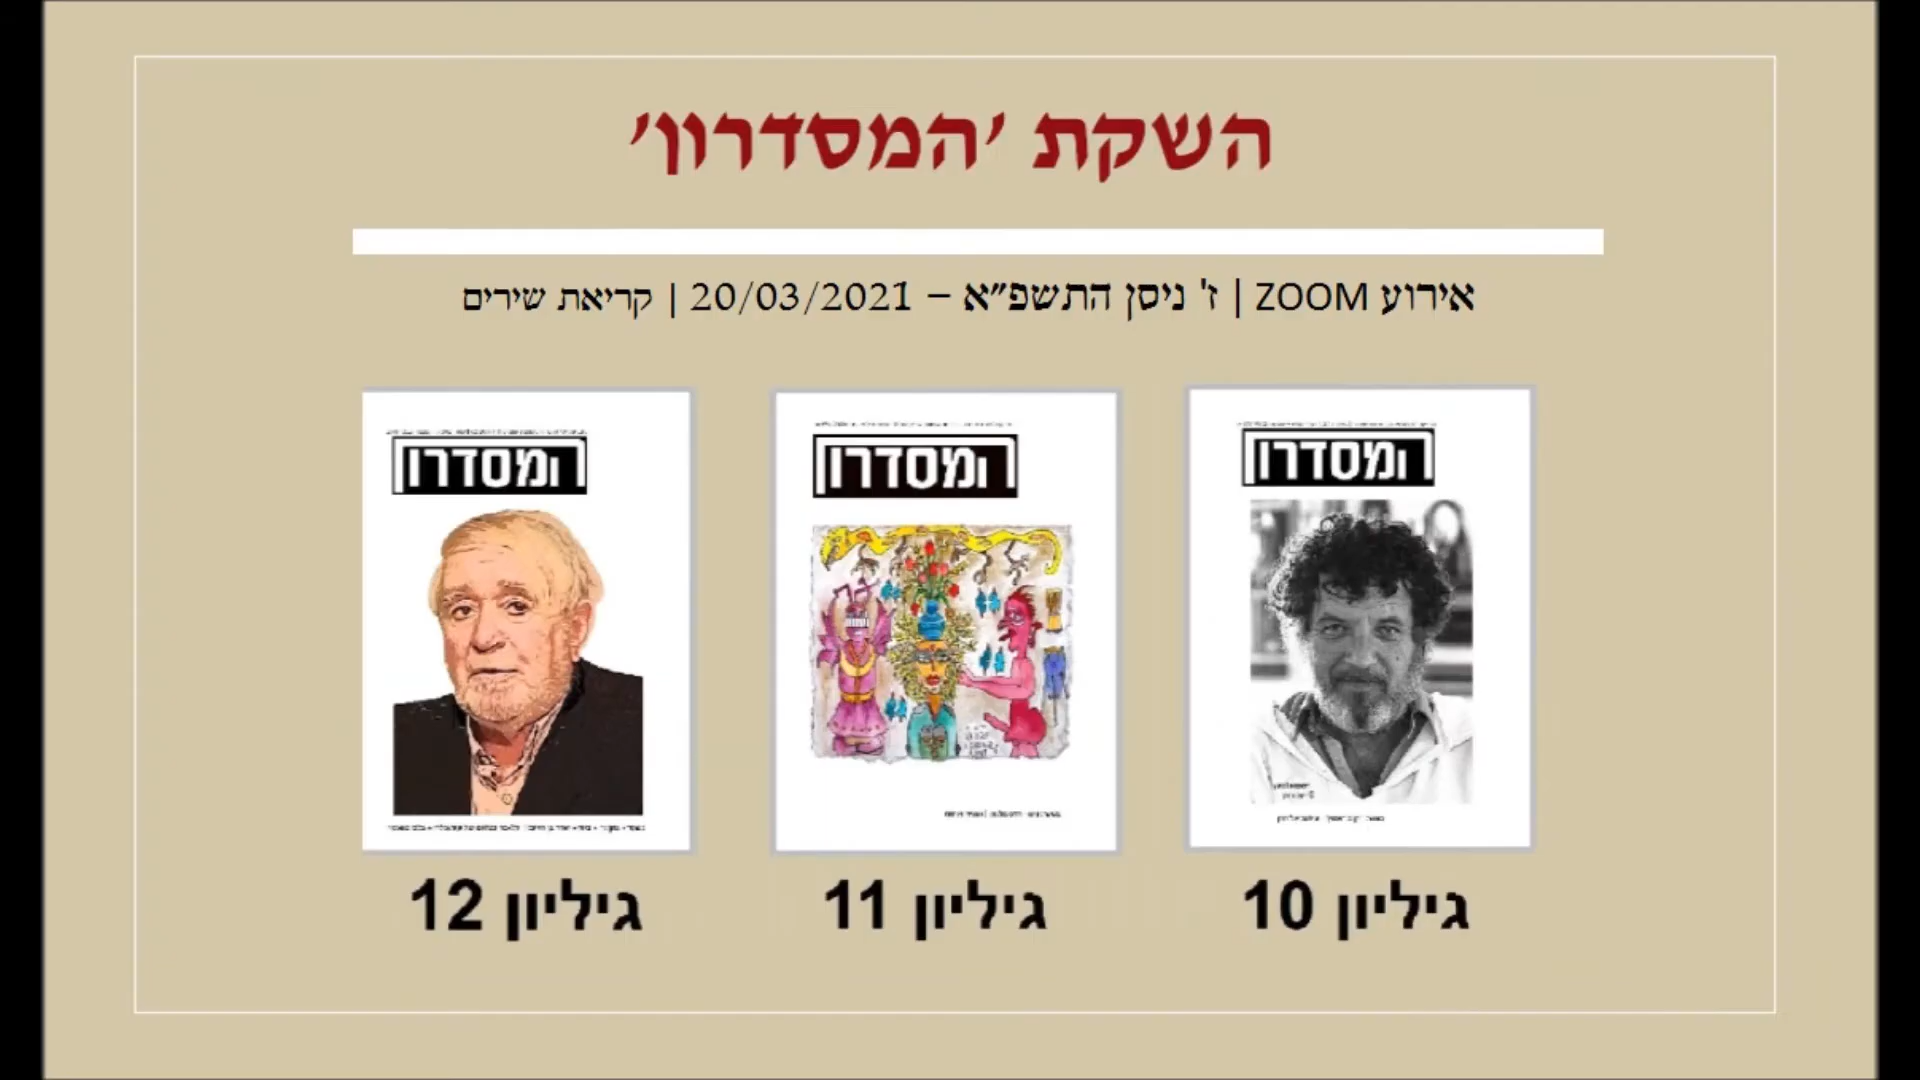 השקת 'המסדרון'
אירוע ZOOM | ז' ניסן התשפ״א – 20/03/2021 | קריאת שירים
המסדרון
המסדרון
המסדרון
גיליון 10
גיליון 11
גיליון 12